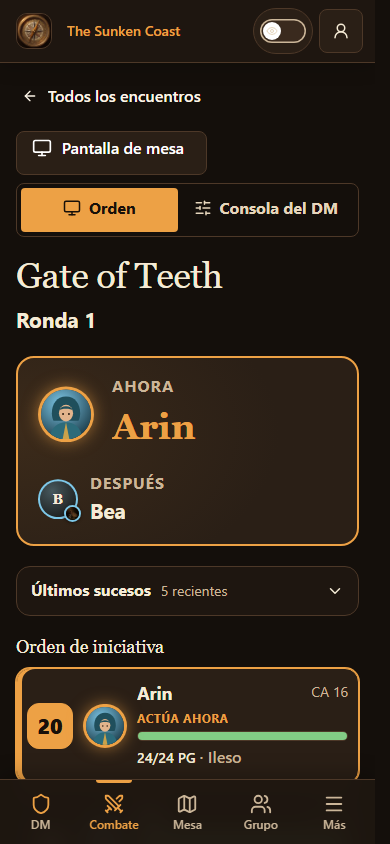 The Sunken Coast
Todos los encuentros
Pantalla de mesa
Orden
Consola del DM
Gate of Teeth
Ronda 1
AHORA
Arin
DESPUÉS
B
Bea
Últimos sucesos 5 recientes
Orden de iniciativa
20
Arin
CA 16
ACTÚA AHORA
24/24 PG · Ileso
DM
Combate
Mesa
Grupo
Más